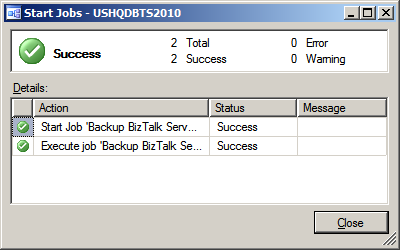 Start Jobs - USHQDBTS2010
Success
2 Total 0 Error
2 Success 0 Warning
Details:
Action Status Message
Start Job 'Backup BizTalk Serv... Success
Execute job 'Backup BizTalk Se... Success
Close